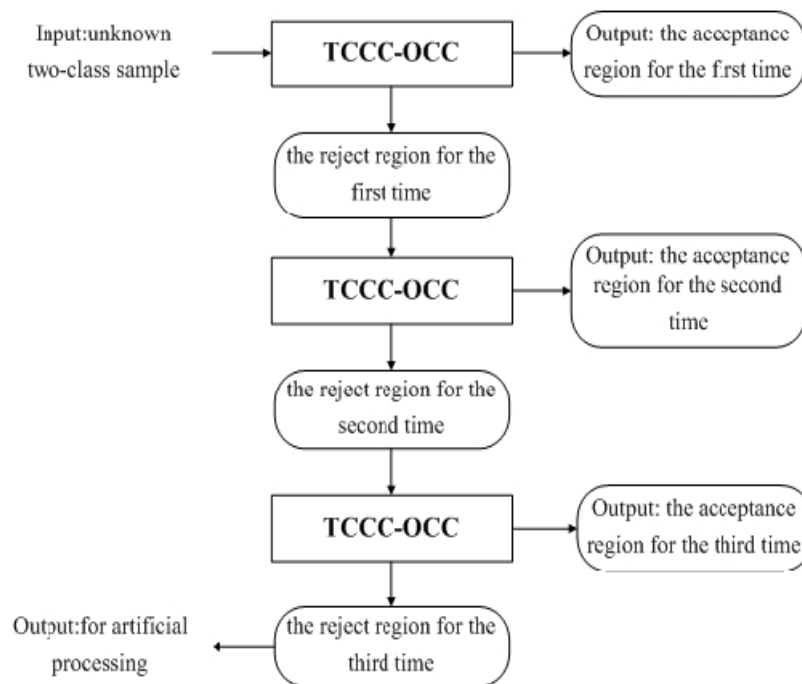 Input:unknown
two-class sample
TCCC-OCC
Output: the acceptance
region for the first time
the reject region for the
first time
TCCC-OCC
Output: the acceptance
region for the second
time
the reject region for the
second time
TCCC-OCC
Output: the acceptance
region for the third time
Output:for artificial
processing
the reject region for the
third time